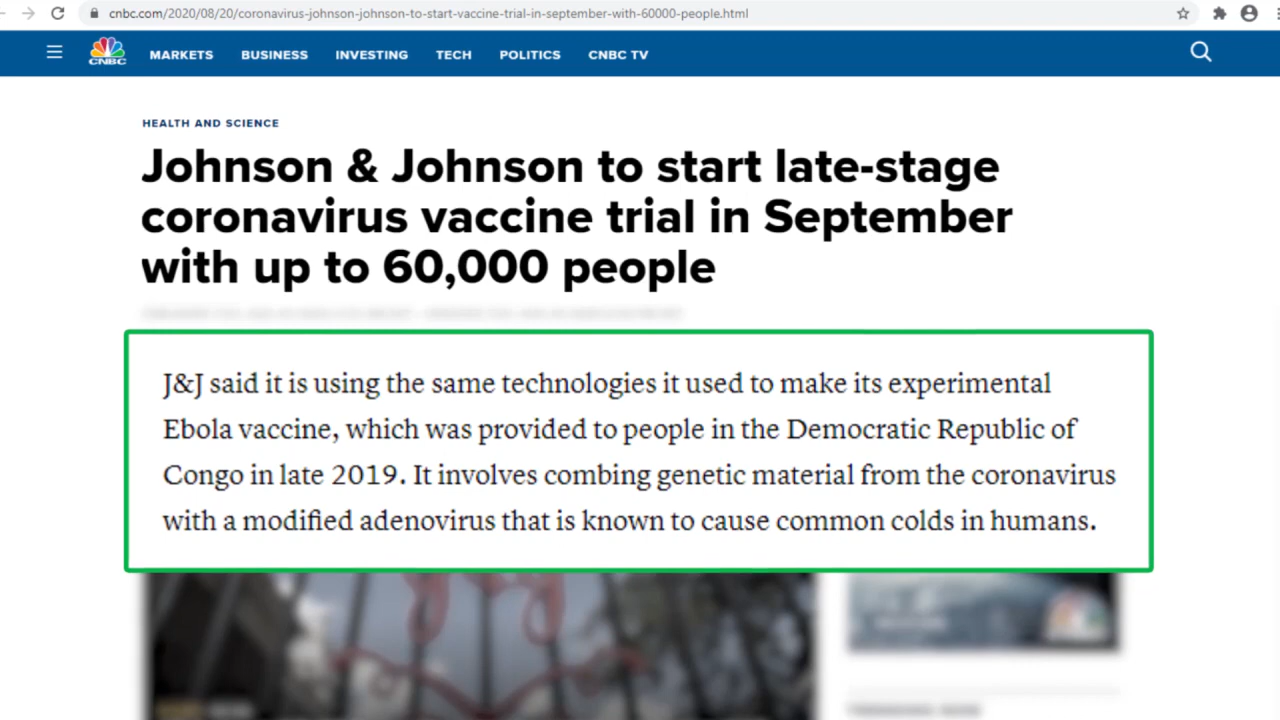 cnbc.com/2020/08/20/coronavirus-johnson-johnson-to-start-vaccine-trial-in-september-with-60000-people.html
CNBC MARKETS BUSINESS INVESTING TECH POLITICS CNBC TV
HEALTH AND SCIENCE
Johnson & Johnson to start late-stage
coronavirus vaccine trial in September
with up to 60,000 people
J&J said it is using the same technologies it used to make its experimental
Ebola vaccine, which was provided to people in the Democratic Republic of
Congo in late 2019. It involves combing genetic material from the coronavirus
with a modified adenovirus that is known to cause common colds in humans.